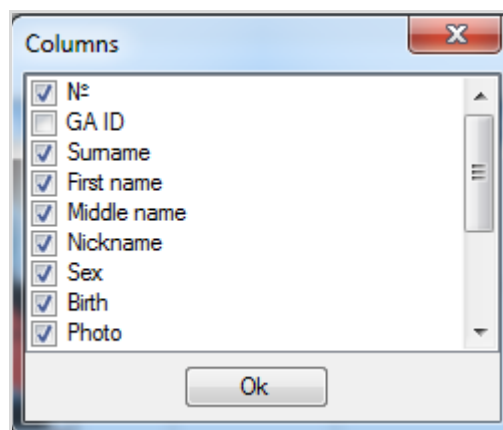 Columns
Nº
GA ID
Surname
First name
Middle name
Nickname
Sex
Birth
Photo
Ok